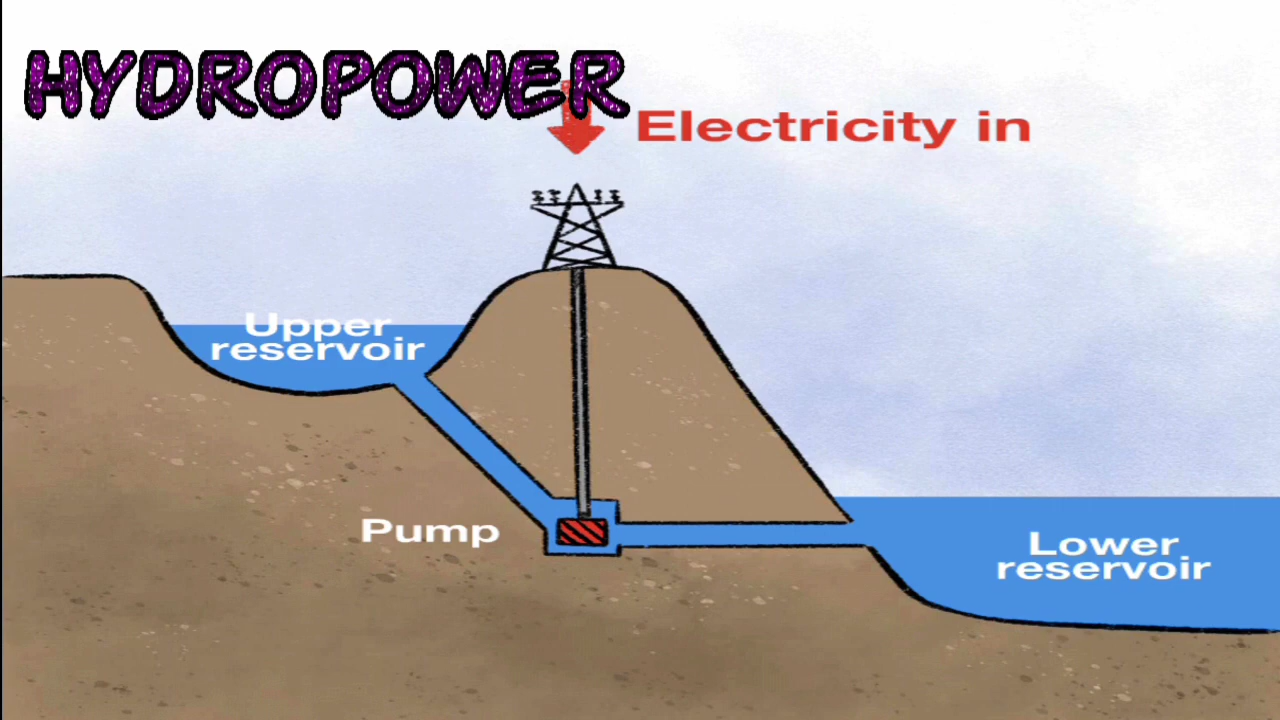 HYDROPOWER
Electricity in
Upper
reservoir
Pump
Lower
reservoir